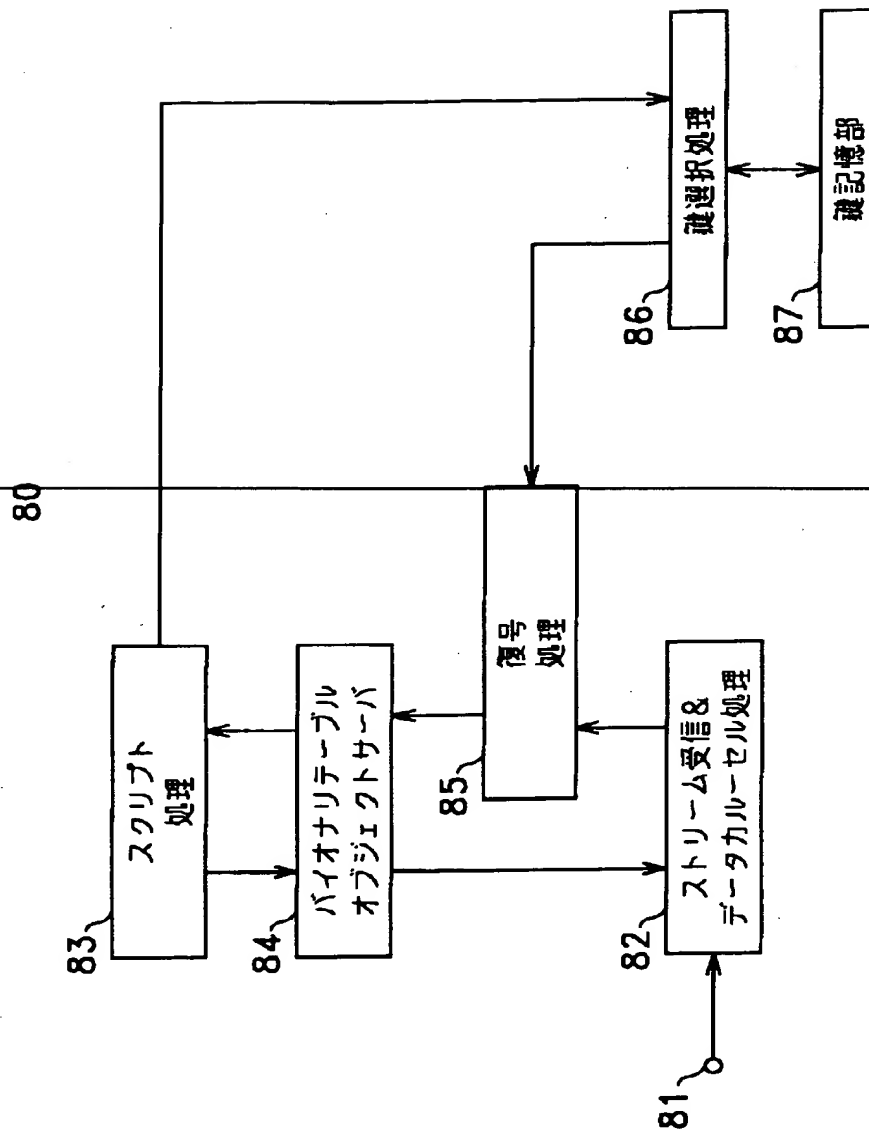 80
83
スクリプト
処理
84
バイオナリテーブル
オブジェクトサーバ
85
復号
処理
82
ストリーム受信&
データカルーセル処理
81
86
鍵選択処理
87
鍵記憶部